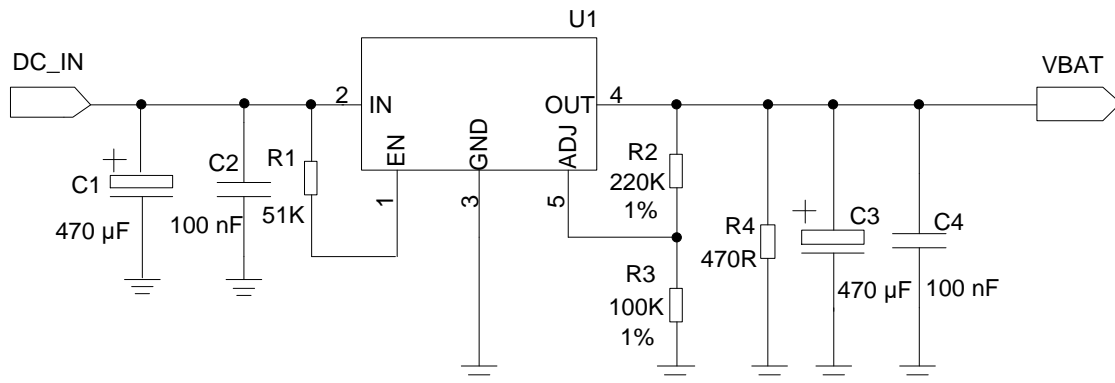 U1
DC_IN
VBAT
2
IN
OUT
4
EN
GND
ADJ
1
3
5
C1
470 µF
C2
100 nF
R1
51K
R2
220K
1%
R3
100K
1%
R4
470R
C3
470 µF
C4
100 nF